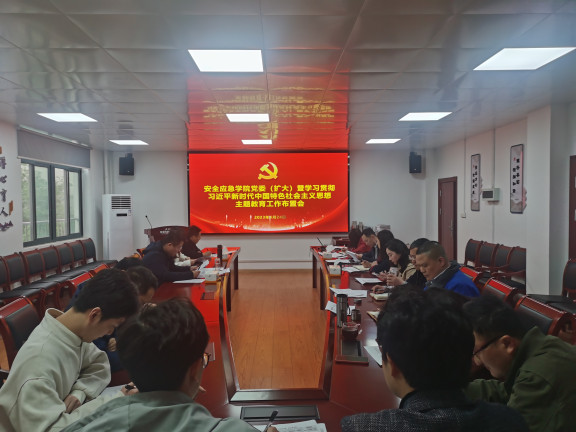 安全应急学院党委（扩大）暨学习贯彻
习近平新时代中国特色社会主义思想
主题教育工作布置会